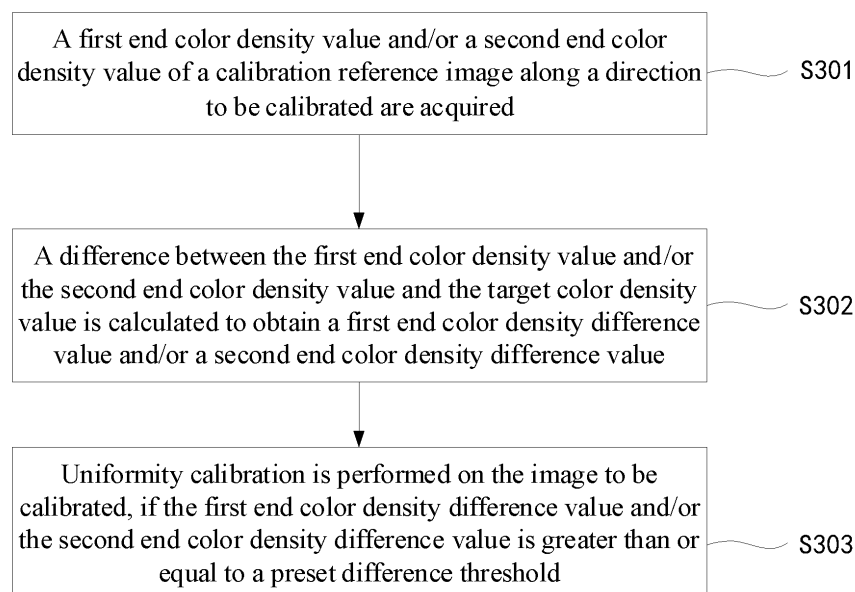 A first end color density value and/or a second end color
density value of a calibration reference image along a direction
to be calibrated are acquired
S301
A difference between the first end color density value and/or
the second end color density value and the target color density
value is calculated to obtain a first end color density difference
value and/or a second end color density difference value
S302
Uniformity calibration is performed on the image to be
calibrated, if the first end color density difference value and/or
the second end color density difference value is greater than or
equal to a preset difference threshold
S303